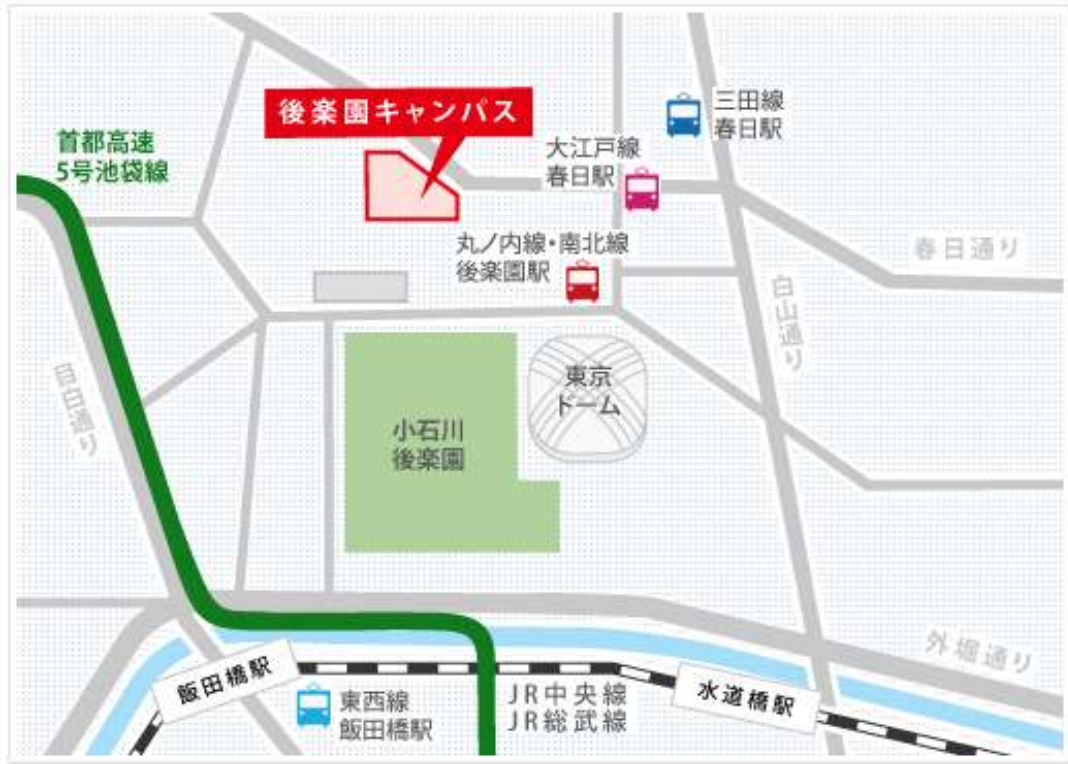 三田線
春日駅
後楽園キャンパス
首都高速
5号池袋線
大江戸線
春日駅
丸ノ内線・南北線
後楽園駅
春日通り
白山通り
目白通り
東京
ドーム
小石川
後楽園
外堀通り
飯田橋駅
東西線
飯田橋駅
JR中央線
JR総武線
水道橋駅